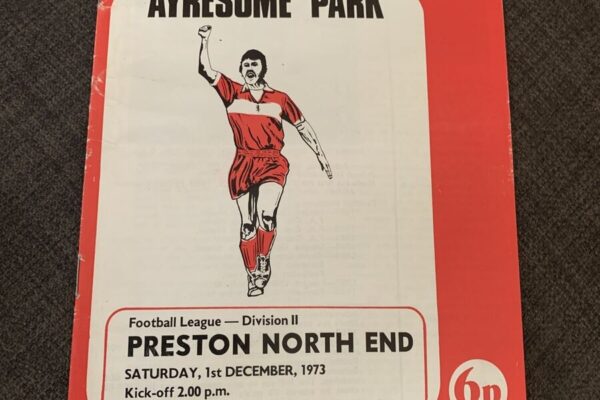 AYRESOME PARK
Football League — Division II
PRESTON NORTH END
SATURDAY, 1st DECEMBER, 1973
Kick-off 2.00 p.m.
6p